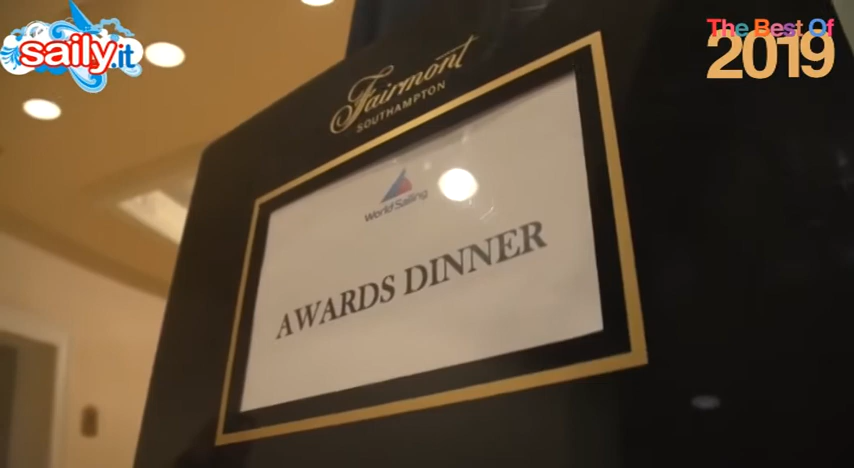 saily.it
The Best Of
2019
Fairmont
SOUTHAMPTON
World Sailing
AWARDS DINNER